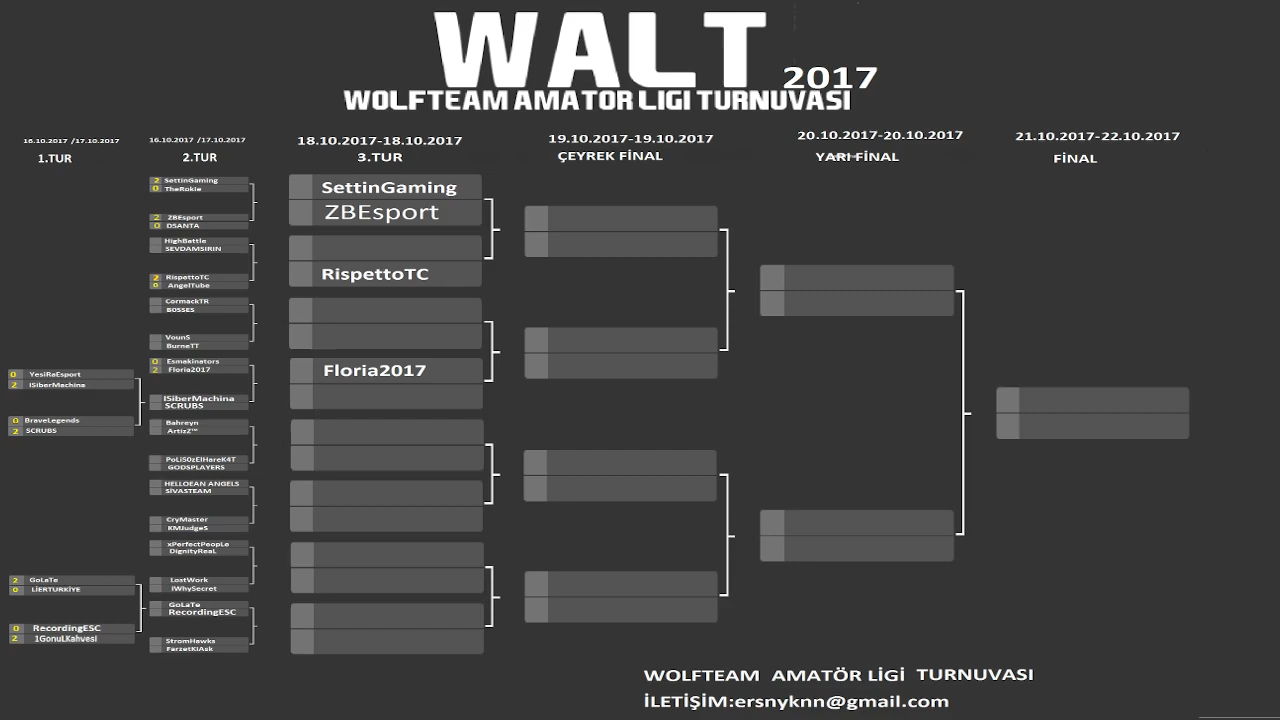 WALT
2017
WOLFTEAM AMATOR LIGI TURNUVASI
16.10.2017 /17.10.2017
1.TUR
16.10.2017 /17.10.2017
2.TUR
18.10.2017-18.10.2017
3.TUR
19.10.2017-19.10.2017
ÇEYREK FİNAL
20.10.2017-20.10.2017
YARI FİNAL
21.10.2017-22.10.2017
FİNAL
0 YesiRaEsport
2 ISiberMachina
0 BraveLegends
2 SCRUBS
2 GoLaTe
0 LİERTURKİYE
0 RecordingESC
2 1GonuLKahvesi
2 SettinGaming
0 TheRokie
2 ZBEsport
0 DSANTA
HighBattle
SEVDAMSIRIN
2 RispettoTC
0 AngelTube
CormackTR
B0SSES
VounS
BurneTT
0 Esmakinators
2 Floria2017
ISiberMachina
SCRUBS
Bahreyn
ArtizZ™
PoLiS0zElHareK4T
GODSPLAYERS
HELLOEAN ANGELS
SİVASTEAM
CryMaster
KMJudgeS
xPerfectPeopLe
DignityReaL
LostWork
IWhySecret
GoLaTe
RecordingESC
StromHawks
FarzetKiAsk
SettinGaming
ZBEsport
RispettoTC
Floria2017
WOLFTEAM AMATÖR LİGİ TURNUVASI
İLETİŞİM:ersnyknn@gmail.com